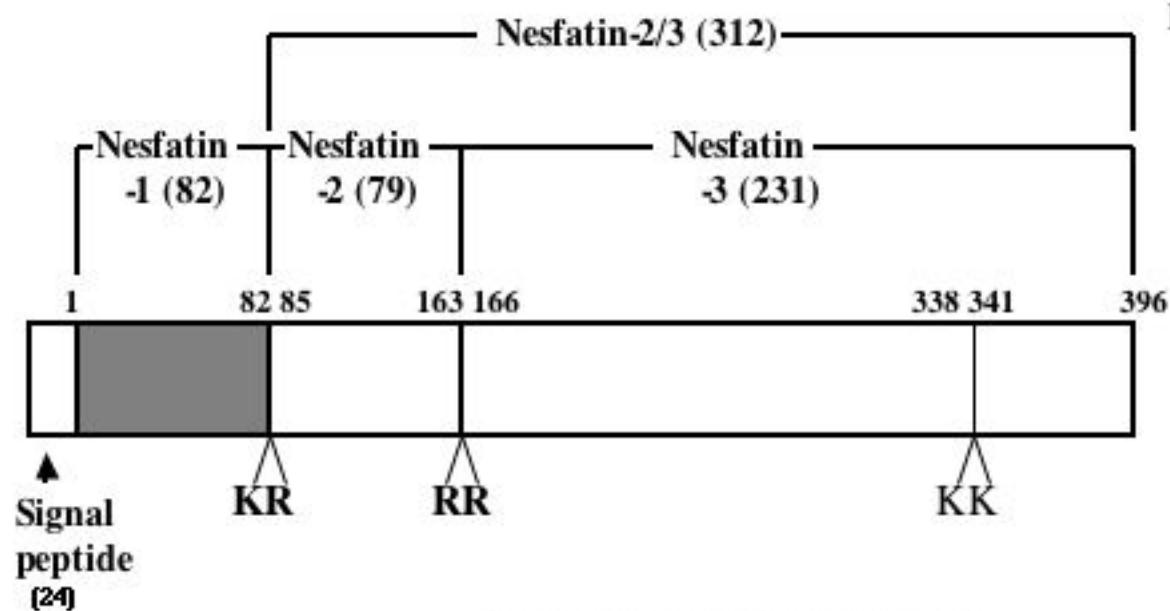 Nesfatin-2/3 (312)
Nesfatin Nesfatin Nesfatin
-1 (82) -2 (79) -3 (231)
1 82 85 163 166 338 341 396
KR RR KK
Signal
peptide
(24)